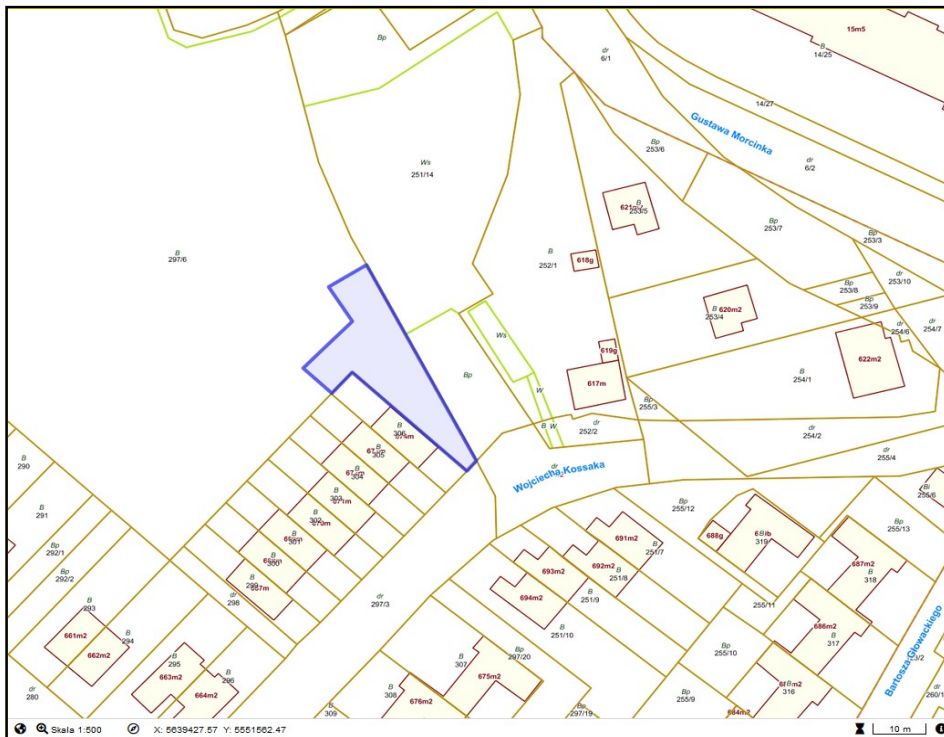 15m5
B
14/25
Bp
dr
6/1
14/27
Gustawa Morcinka
Bp
253/6
dr
6/2
Ws
251/14
B
297/6
621m2
B
253/5
Bp
253/7
Bp
253/3
B
252/1
618g
dr
253/10
Bp
253/8
Bp
253/9
620m2
B
253/4
dr
254/6
dr
254/7
Ws
619g
622m2
Bp
617m
B
254/1
W
Bp
255/3
B W
dr
252/2
dr
254/2
dr
255/4
B
306
B
305
B
304
B
303
B
302
B
301
B
300
B
299
B
290
dr
Wojciecha Kossaka
B
291
Bp
255/12
Bi
255/6
Bp
255/13
688g
B
319
691m2
B
251/7
692m2
B
251/8
693m2
B
251/9
694m2
B
251/10
687m2
B
318
Bp
292/1
Bp
292/2
dr
298
dr
297/3
255/11
B
293
B
294
661m2
662m2
686m2
B
317
Bp
255/10
Bartosza Głowackiego
B
295
B
296
663m2
664m2
B
307
Bp
297/20
675m2
B
316
dr
280
B
308
676m2
B
309
Bp
297/19
Bp
255/9
684m2
dr
Skala 1:500
X: 5639427.57 Y: 5551562.47
10 m